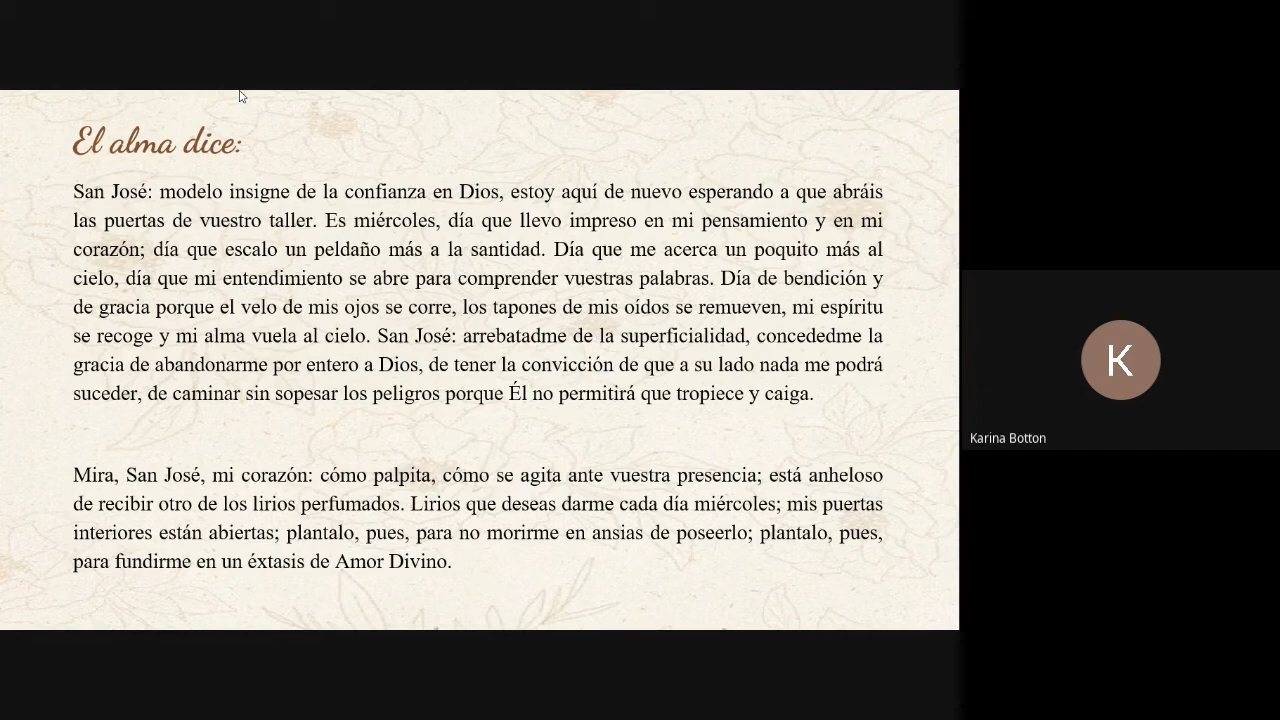 El alma dice:
San José: modelo insigne de la confianza en Dios, estoy aquí de nuevo esperando a que abráis
las puertas de vuestro taller. Es miércoles, día que llevo impreso en mi pensamiento y en mi
corazón; día que escalo un peldaño más a la santidad. Día que me acerca un poquito más al
cielo, día que mi entendimiento se abre para comprender vuestras palabras. Día de bendición y
de gracia porque el velo de mis ojos se corre, los tapones de mis oídos se remueven, mi espíritu
se recoge y mi alma vuela al cielo. San José: arrebatadme de la superficialidad, concededme la
gracia de abandonarme por entero a Dios, de tener la convicción de que a su lado nada me podrá
suceder, de caminar sin sopesar los peligros porque Él no permitirá que tropiece y caiga.
Mira, San José, mi corazón: cómo palpita, cómo se agita ante vuestra presencia; está anheloso
de recibir otro de los lirios perfumados. Lirios que deseas darme cada día miércoles; mis puertas
interiores están abiertas; plantalo, pues, para no morirme en ansias de poseerlo; plantalo, pues,
para fundirme en un éxtasis de Amor Divino.
K
Karina Botton